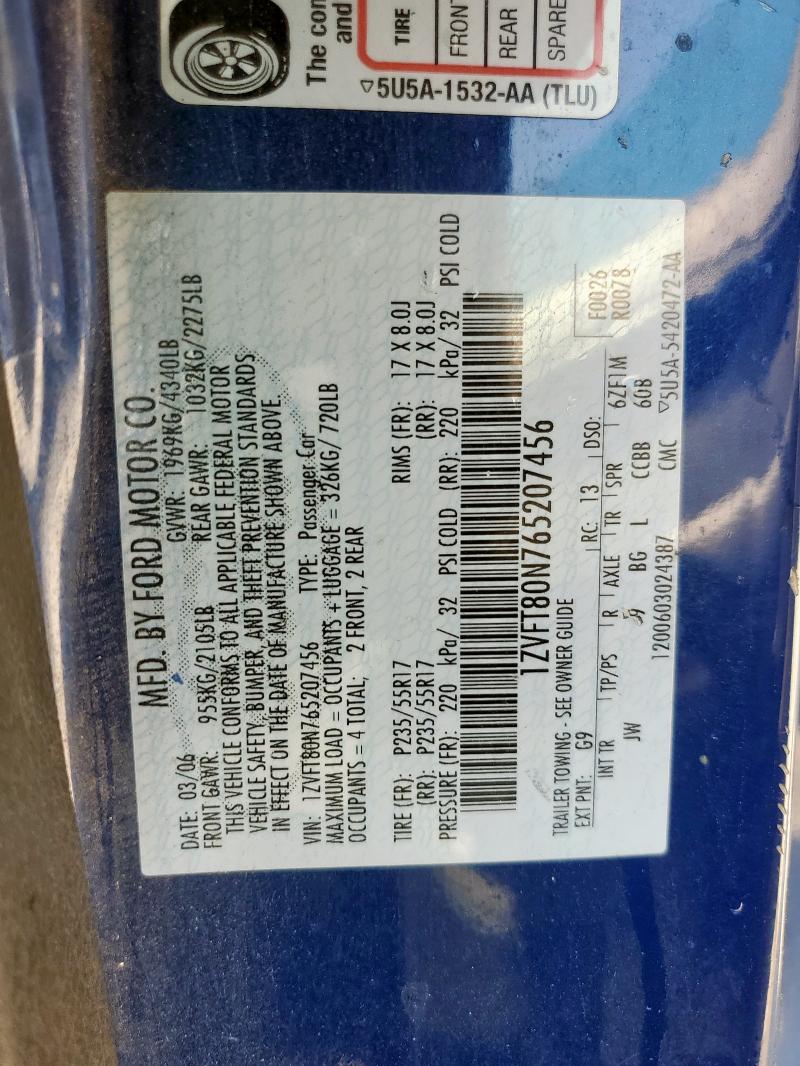 The con
and
TIRE
FRONT
REAR
SPARE
▽5U5A-1532-AA (TLU)
MFD. BY FORD MOTOR CO.
DATE: 03/06 GVWR: 1969KG/4340LB
FRONT GAWR: 955KG/2105LB REAR GAWR: 1032KG/2275LB
THIS VEHICLE CONFORMS TO ALL APPLICABLE FEDERAL MOTOR
VEHICLE SAFETY, BUMPER, AND THEFT PREVENTION STANDARDS
IN EFFECT ON THE DATE OF MANUFACTURE SHOWN ABOVE.
VIN: 1ZVFT80N765207456 TYPE: Passenger Car
MAXIMUM LOAD = OCCUPANTS + LUGGAGE = 326KG/720LB
OCCUPANTS = 4 TOTAL; 2 FRONT, 2 REAR
TIRE (FR): P235/55R17 RIMS (FR): 17 X 8.0J
(RR): P235/55R17 (RR): 17 X 8.0J
PRESSURE (FR): 220 kPa/ 32 PSI COLD (RR): 220 kPa/ 32 PSI COLD
1ZVFT80N765207456
TRAILER TOWING - SEE OWNER GUIDE F0026
EXT PNT: G9 RC: 13 DSO: R0078
INT TR TP/PS R AXLE TR SPR 6ZF1M
JW BG L CCBB 60B
1200603024387 CMC ▽5U5A-5420472-AA